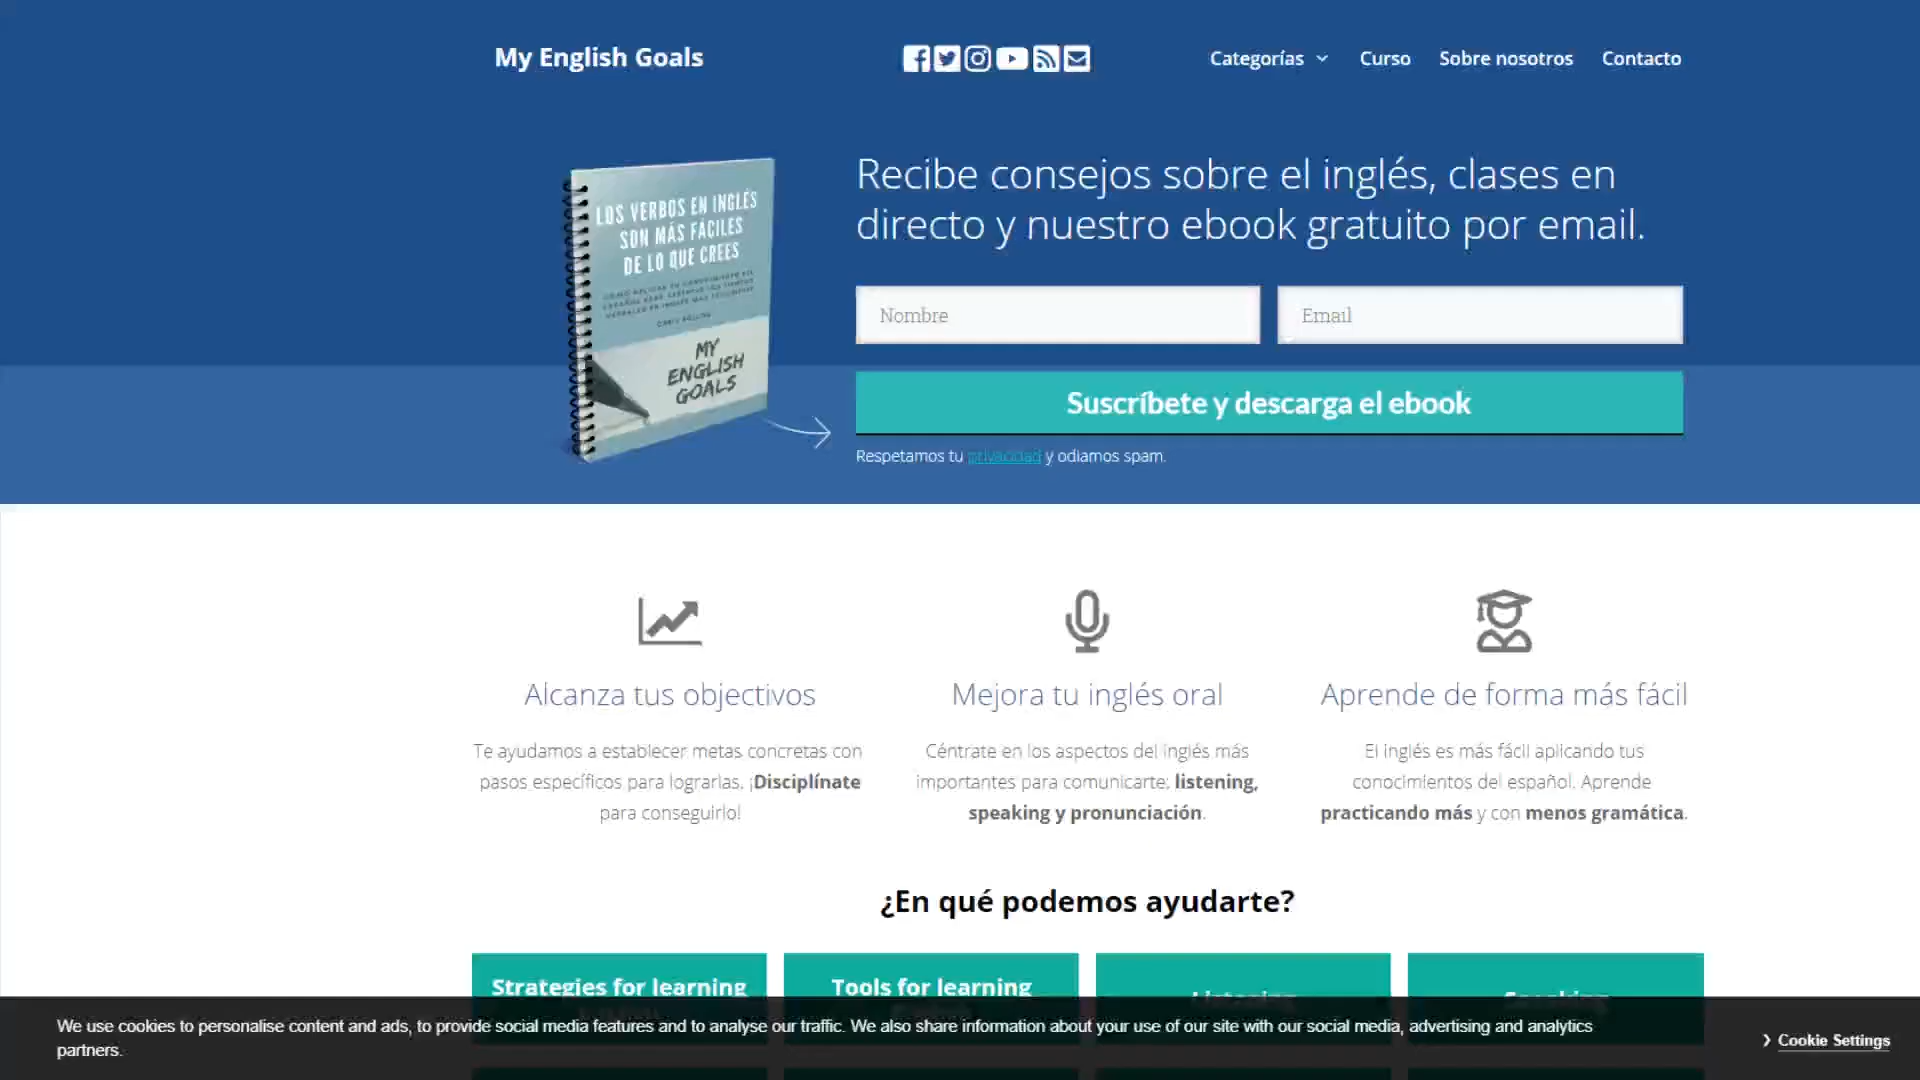 My English Goals
Categorías
Curso
Sobre nosotros
Contacto
LOS VERBOS EN INGLÉS
SON MÁS FÁCILES
DE LO QUE CREES
MY
ENGLISH
GOALS
Recibe consejos sobre el inglés, clases en
directo y nuestro ebook gratuito por email.
Nombre
Email
Suscríbete y descarga el ebook
Respetamos tu privacidad y odiamos spam.
Alcanza tus objectivos
Te ayudamos a establecer metas concretas con
pasos específicos para lograrlas. ¡Disciplínate
para conseguirlo!
Mejora tu inglés oral
Céntrate en los aspectos del inglés más
importantes para comunicarte: listening,
speaking y pronunciación.
Aprende de forma más fácil
El inglés es más fácil aplicando tus
conocimientos del español. Aprende
practicando más y con menos gramática.
¿En qué podemos ayudarte?
Strategies for learning
Tools for learning
Listening
Speaking
We use cookies to personalise content and ads, to provide social media features and to analyse our traffic. We also share information about your use of our site with our social media, advertising and analytics
partners.
Cookie Settings